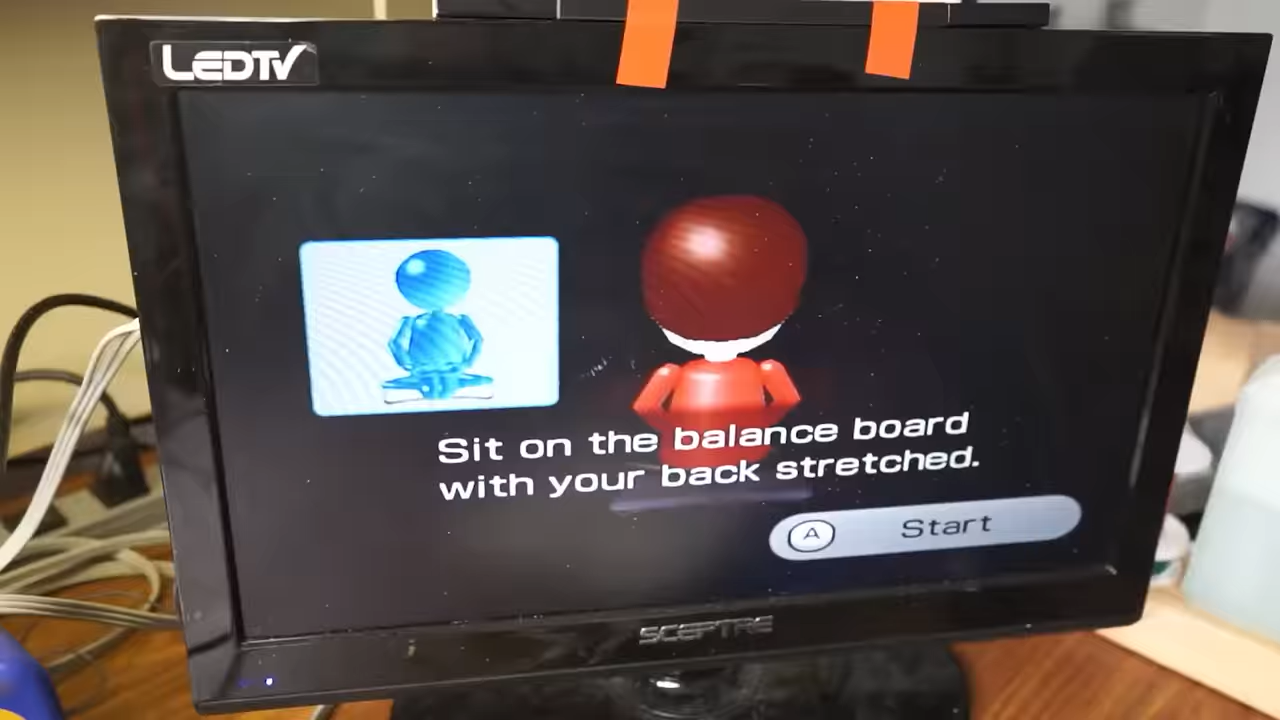 LEDTV
Sit on the balance board
with your back stretched.
A Start
SCEPTRE